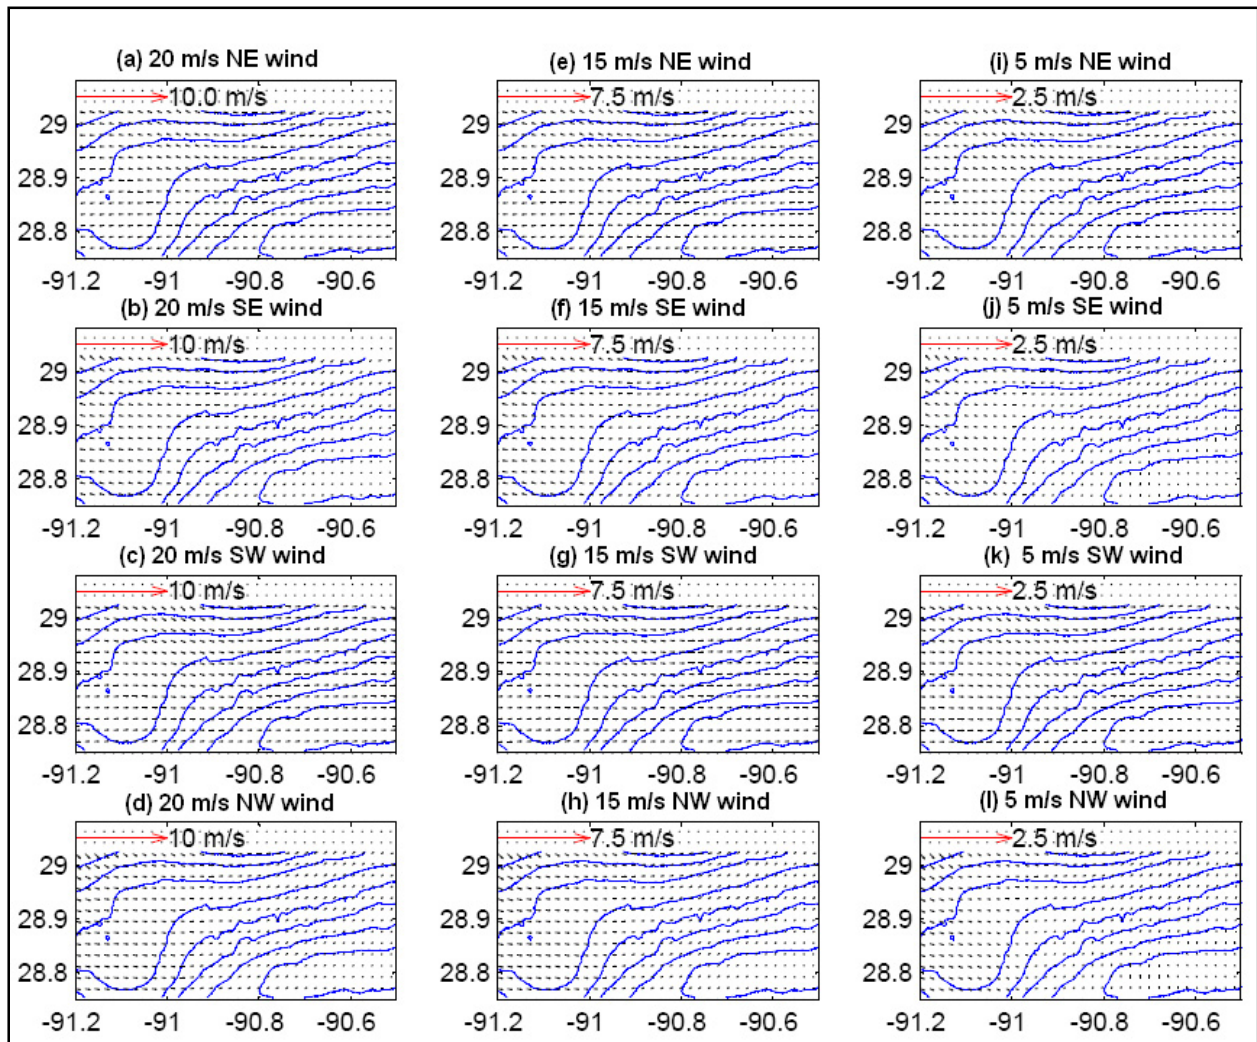 (a) 20 m/s NE wind
(e) 15 m/s NE wind
(i) 5 m/s NE wind
10.0 m/s
7.5 m/s
2.5 m/s
29
28.9
28.8
29
28.9
28.8
29
28.9
28.8
-91.2 -91 -90.8 -90.6
-91.2 -91 -90.8 -90.6
-91.2 -91 -90.8 -90.6
(b) 20 m/s SE wind
(f) 15 m/s SE wind
(j) 5 m/s SE wind
10 m/s
7.5 m/s
2.5 m/s
29
28.9
28.8
29
28.9
28.8
29
28.9
28.8
-91.2 -91 -90.8 -90.6
-91.2 -91 -90.8 -90.6
-91.2 -91 -90.8 -90.6
(c) 20 m/s SW wind
(g) 15 m/s SW wind
(k) 5 m/s SW wind
10 m/s
7.5 m/s
2.5 m/s
29
28.9
28.8
29
28.9
28.8
29
28.9
28.8
-91.2 -91 -90.8 -90.6
-91.2 -91 -90.8 -90.6
-91.2 -91 -90.8 -90.6
(d) 20 m/s NW wind
(h) 15 m/s NW wind
(l) 5 m/s NW wind
10 m/s
7.5 m/s
2.5 m/s
29
28.9
28.8
29
28.9
28.8
29
28.9
28.8
-91.2 -91 -90.8 -90.6
-91.2 -91 -90.8 -90.6
-91.2 -91 -90.8 -90.6